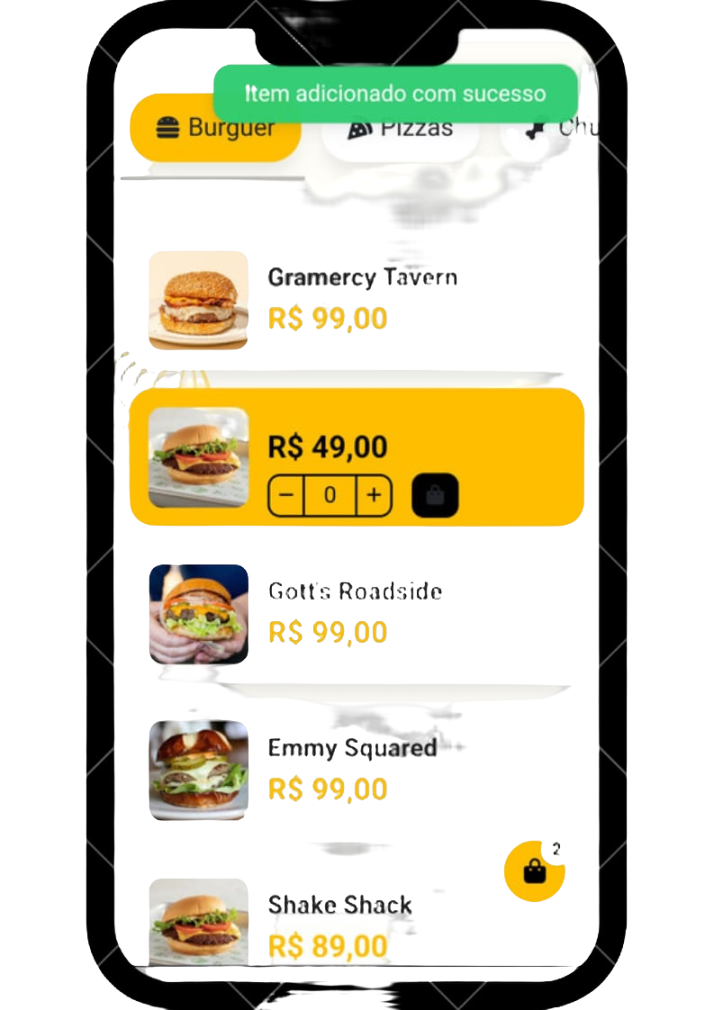 Item adicionado com sucesso
Burguer
Pizzas
Chu
Gramercy Tavern
R$ 99,00
R$ 49,00
− 0 +
Gott's Roadside
R$ 99,00
Emmy Squared
R$ 99,00
2
Shake Shack
R$ 89,00